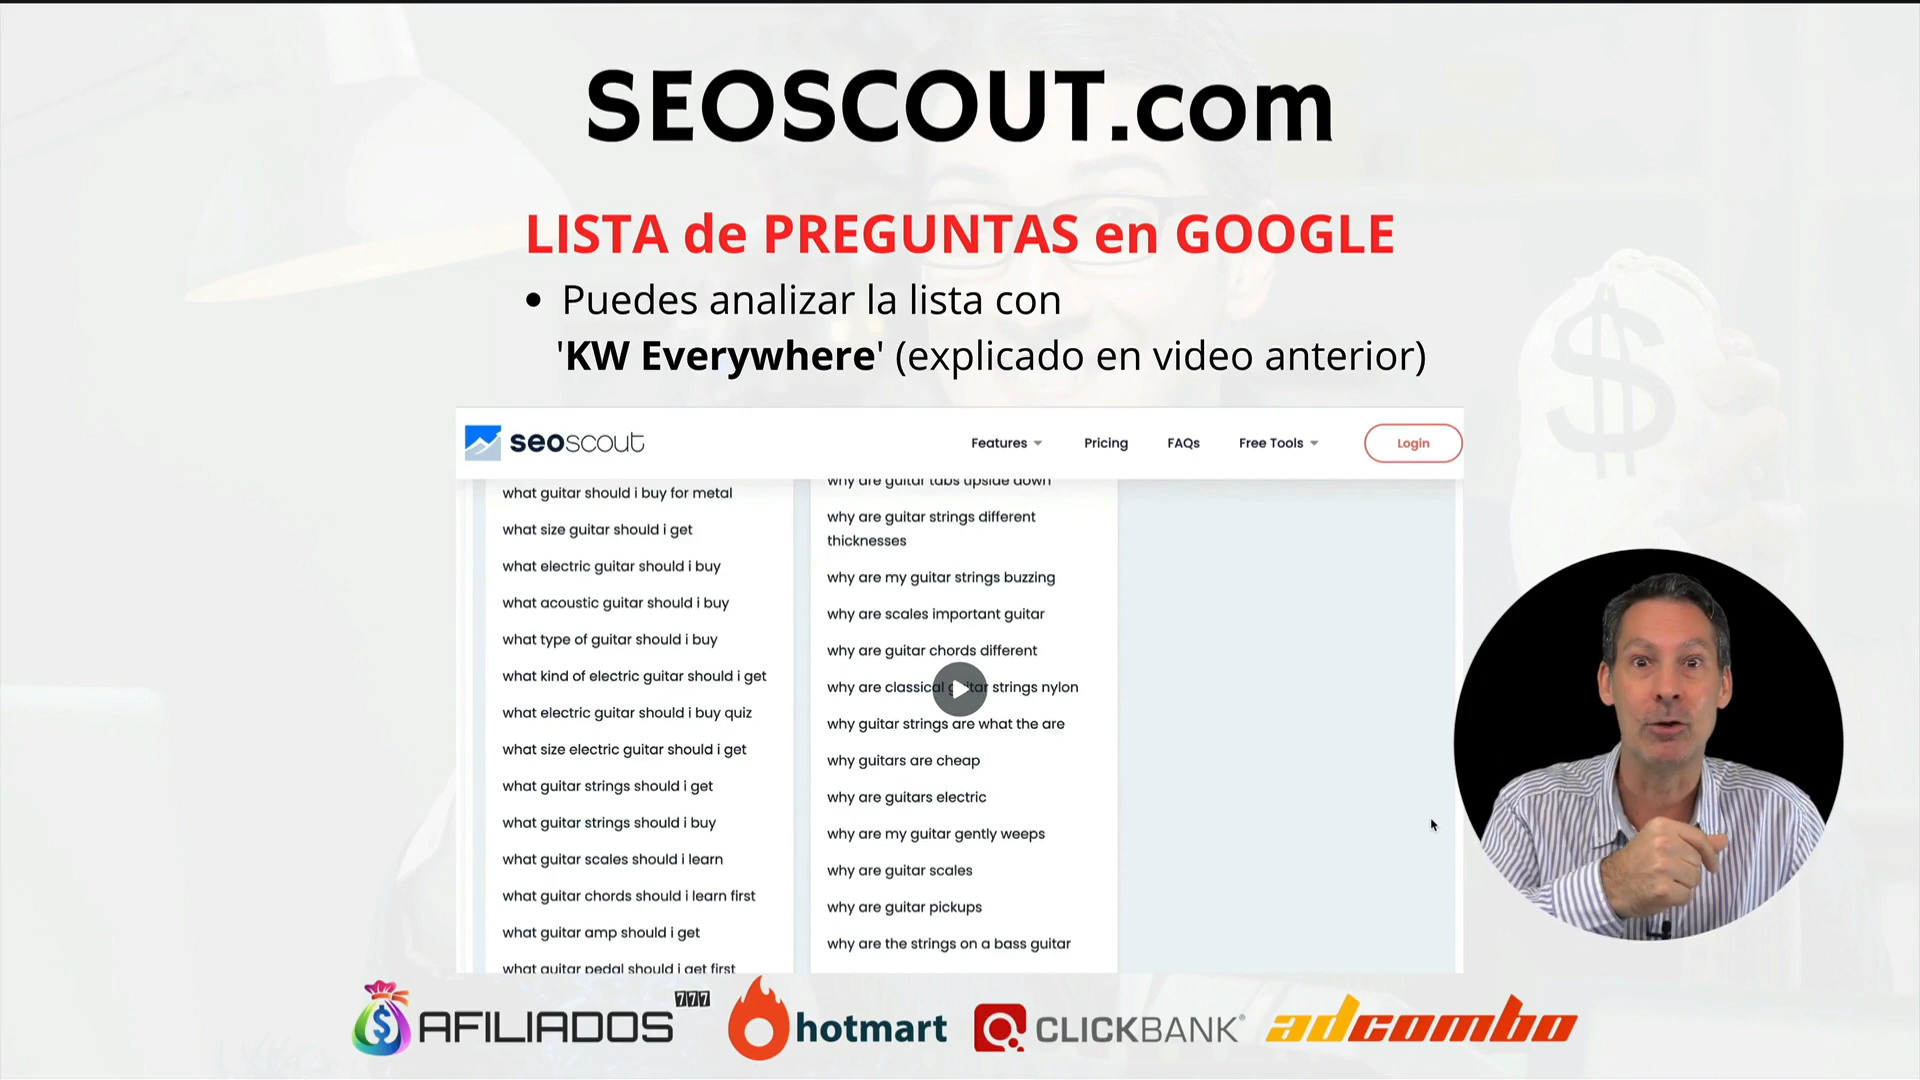 SEOSCOUT.com
LISTA de PREGUNTAS en GOOGLE
• Puedes analizar la lista con
'KW Everywhere' (explicado en video anterior)
seoscout
Features
Pricing
FAQs
Free Tools
Login
what guitar should i buy for metal
what size guitar should i get
what electric guitar should i buy
what acoustic guitar should i buy
what type of guitar should i buy
what kind of electric guitar should i get
what electric guitar should i buy quiz
what size electric guitar should i get
what guitar strings should i get
what guitar strings should i buy
what guitar scales should i learn
what guitar chords should i learn first
what guitar amp should i get
what guitar pedal should i get first
why are guitar tabs upside down
why are guitar strings different
thicknesses
why are my guitar strings buzzing
why are scales important guitar
why are guitar chords different
why are classical guitar strings nylon
why guitar strings are what the are
why guitars are cheap
why are guitars electric
why are my guitar gently weeps
why are guitar scales
why are guitar pickups
why are the strings on a bass guitar
$
$
AFILIADOS 777
hotmart
CLICKBANK®
adcombo